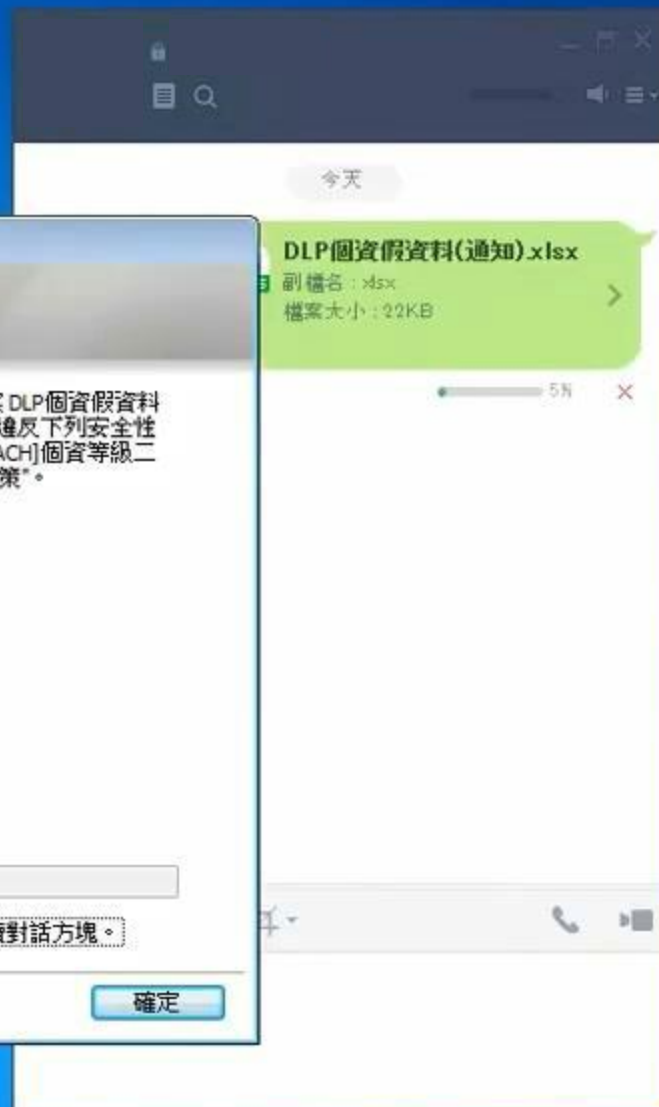 今天
DLP個資假資料(通知).xlsx
副檔名：xlsx
檔案大小：22KB
5%
DLP個資假資料
違反下列安全性
ACH]個資等級二
策"。
對話方塊。
確定